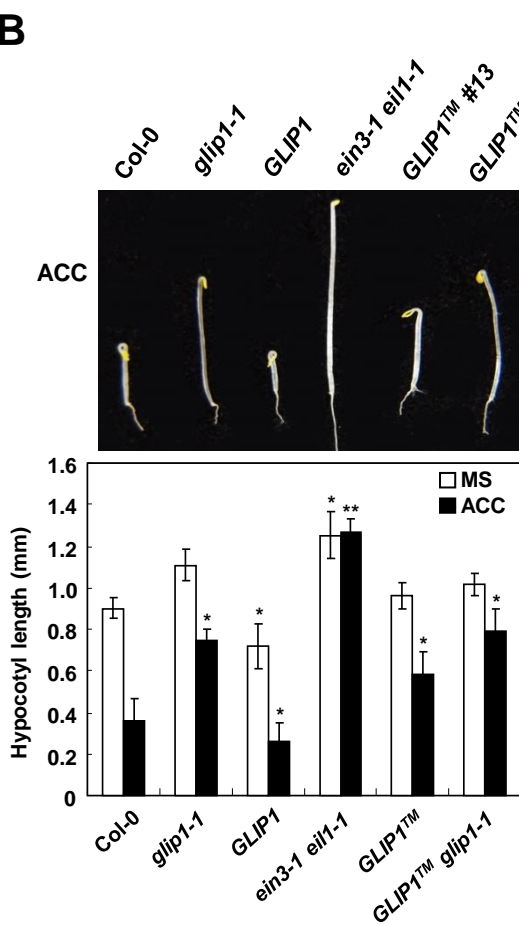 B
Col-0
glip1-1
GLIP1
ein3-1 eil1-1
GLIP1TM #13
GLIP1TM
ACC
1.6
1.4
1.2
1.0
0.8
0.6
0.4
0.2
0
Hypocotyl length (mm)
MS
ACC
*
*
*
*
**
*
*
Col-0
glip1-1
GLIP1
ein3-1 eil1-1
GLIP1TM
GLIP1TM glip1-1